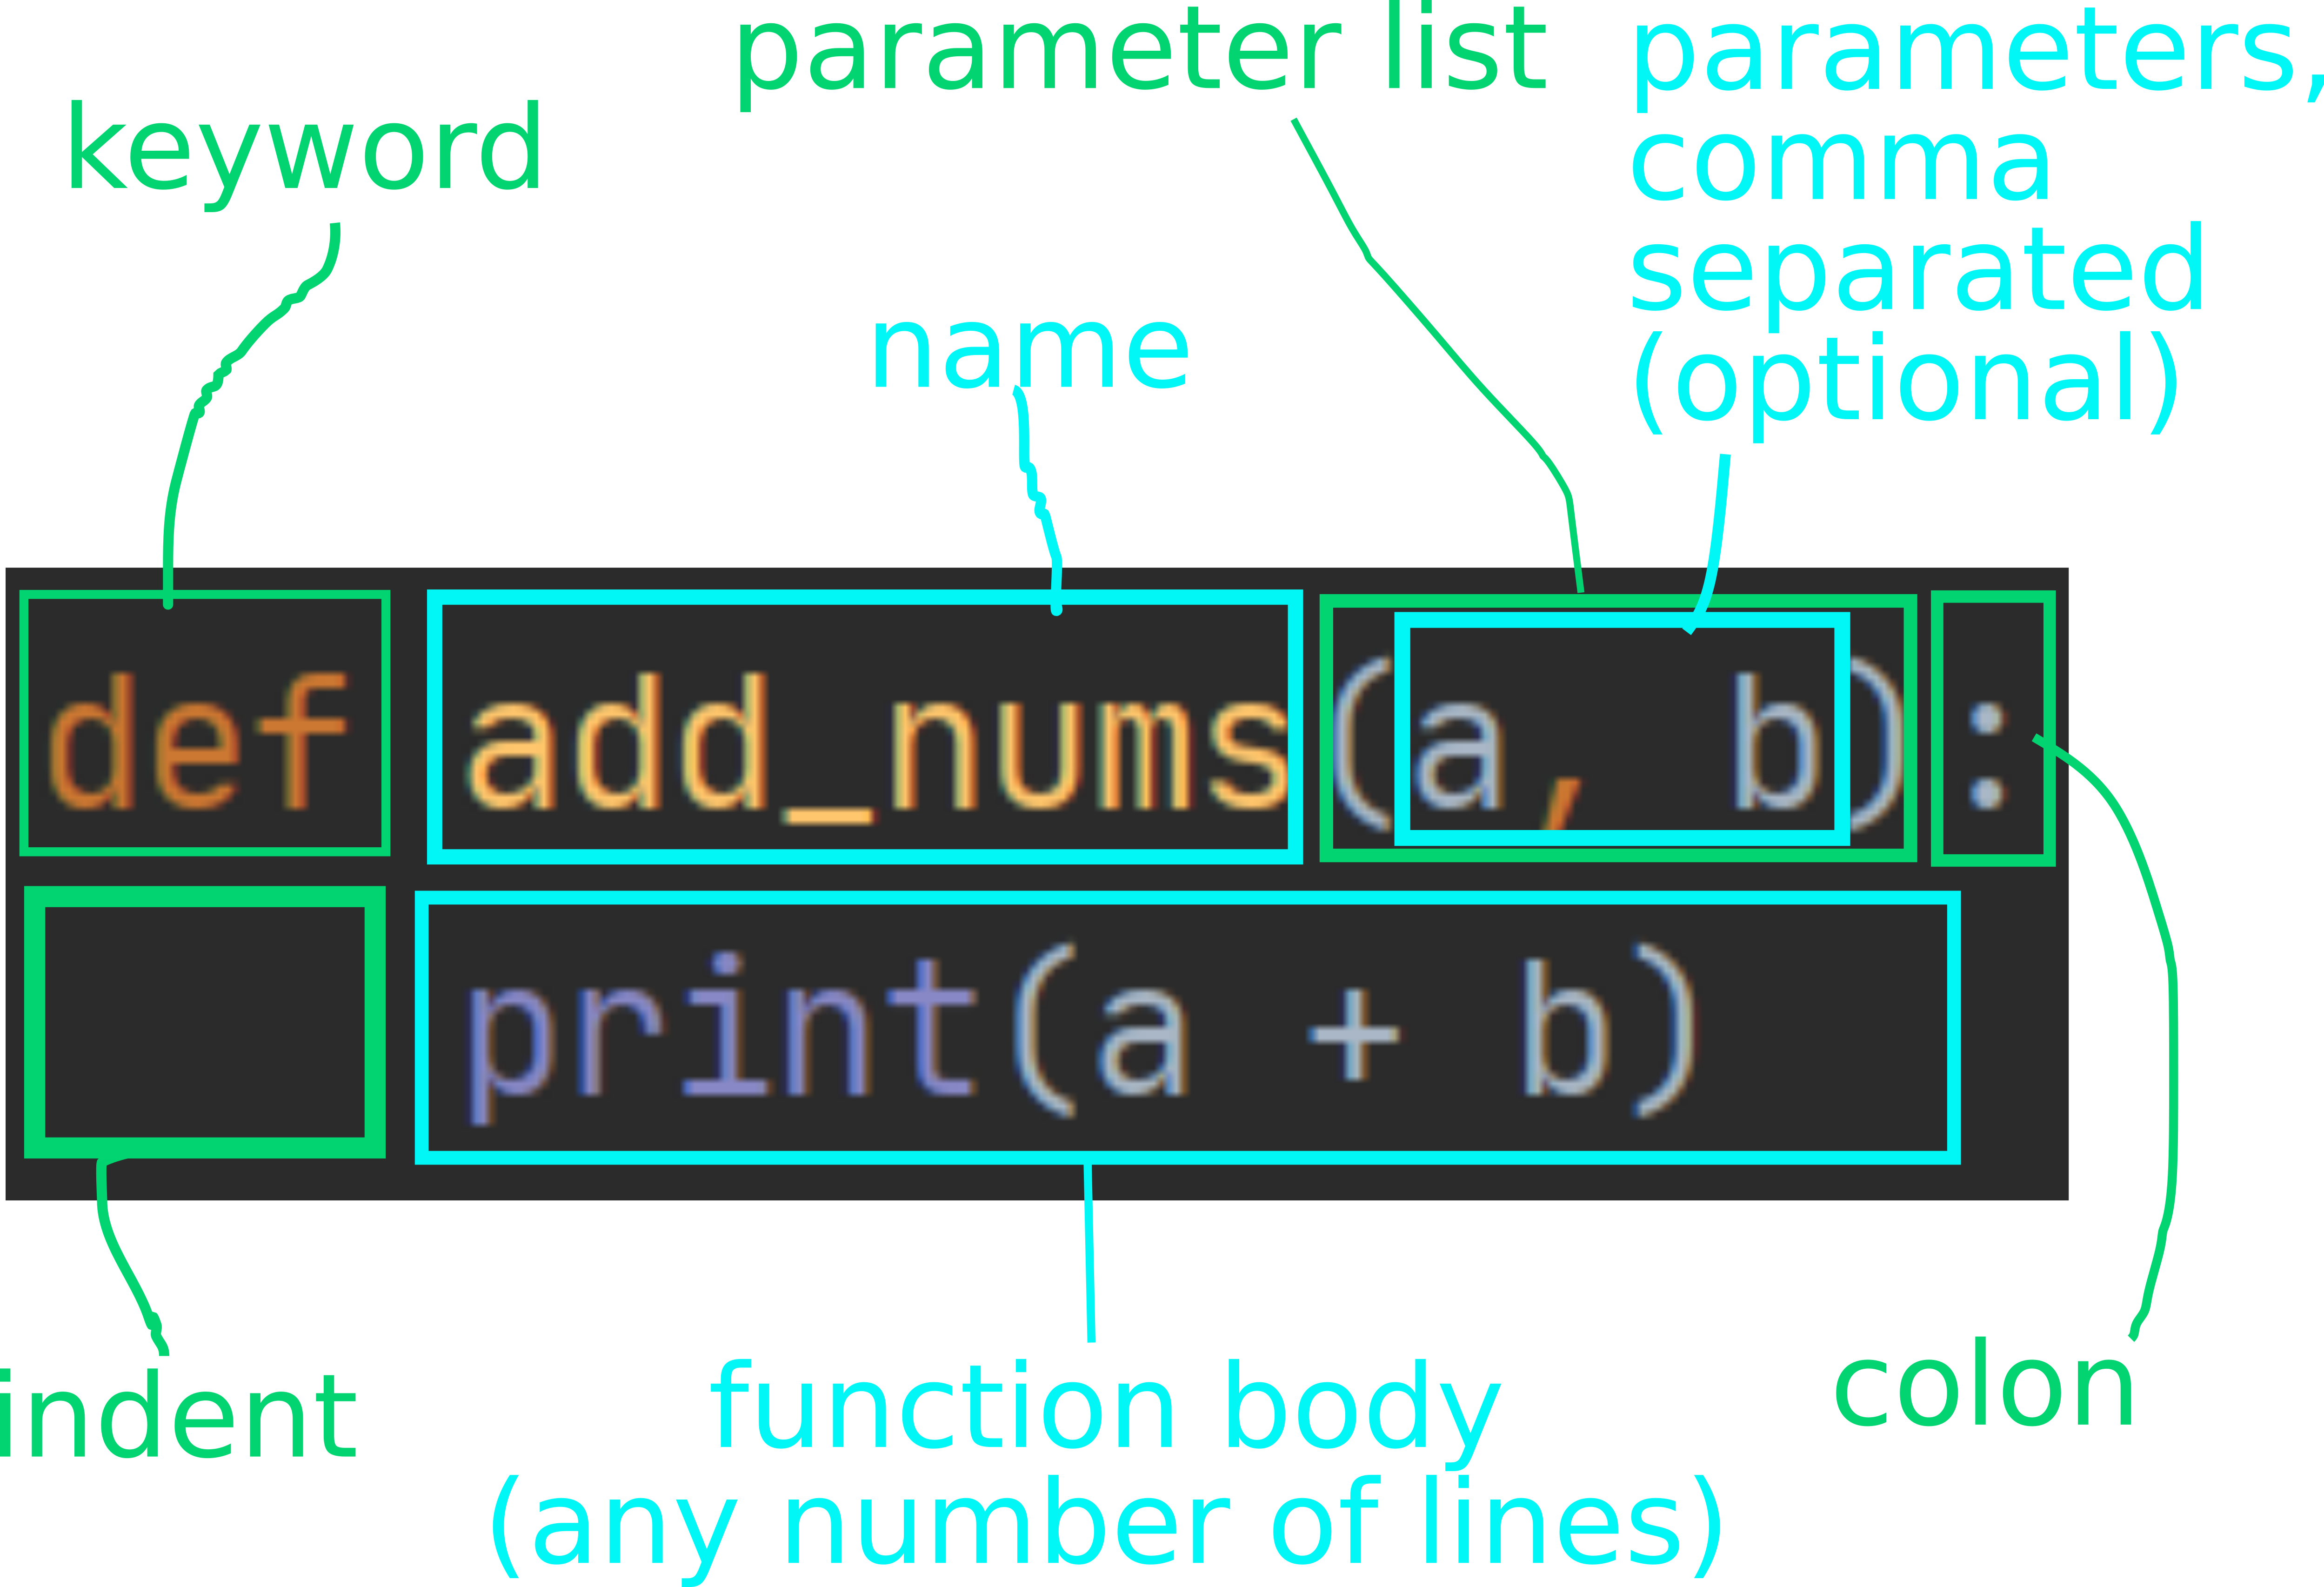 parameter list
parameters,
comma
separated
(optional)
keyword
name
def add_nums(a, b):
print(a + b)
indent
function body
(any number of lines)
colon